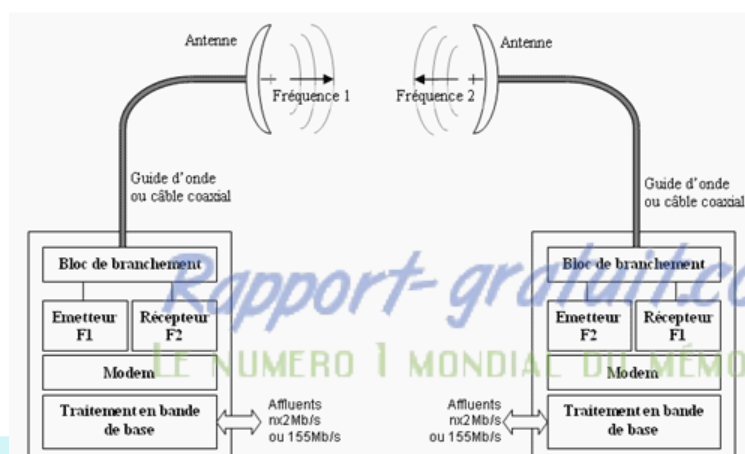 Antenne
Antenne
Fréquence 1
Fréquence 2
Guide d'onde
ou câble coaxial
Guide d'onde
ou câble coaxial
Bloc de branchement
Bloc de branchement
Emetteur
F1
Récepteur
F2
Emetteur
F2
Récepteur
F1
Rapport-gratuit.co
LE NUMERO 1 MONDIAL DU MÉMO
Modem
Modem
Traitement en bande
de base
Affluents
nx2Mb/s
ou 155Mb/s
Affluents
nx2Mb/s
ou 155Mb/s
Traitement en bande
de base